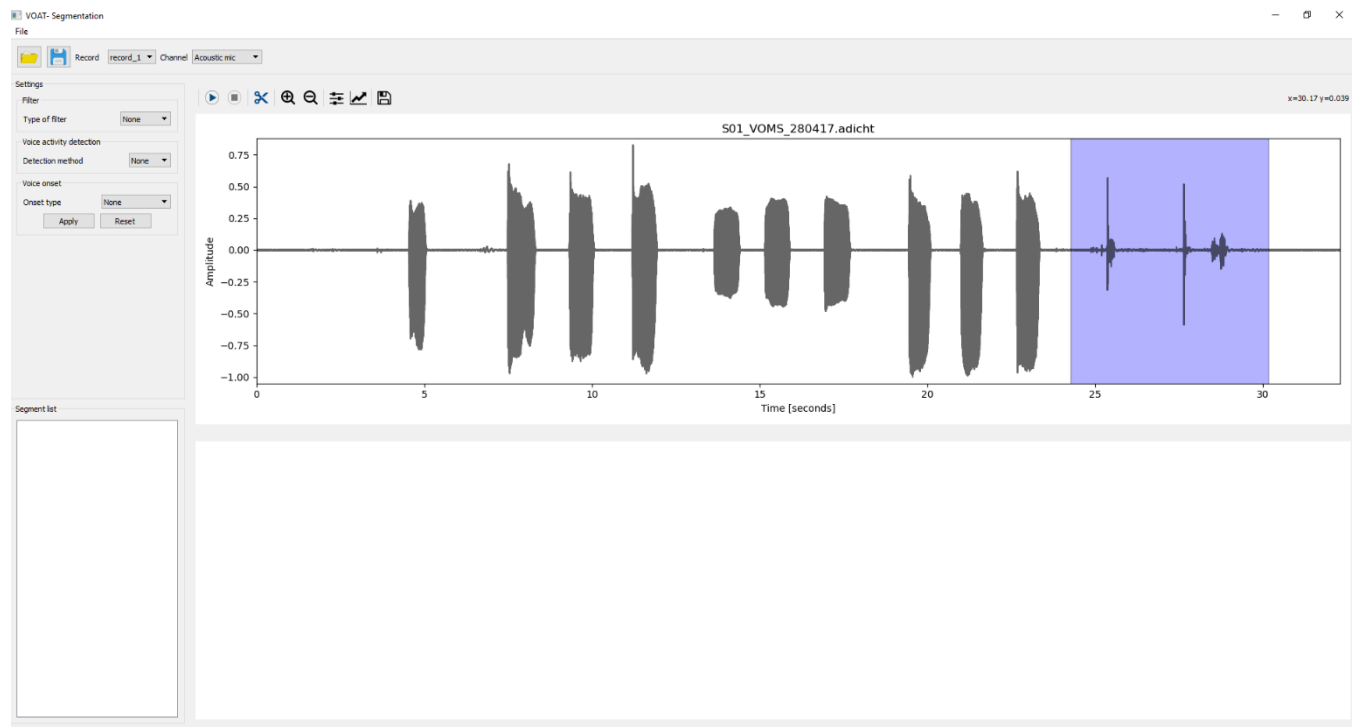 VOAT- Segmentation
File
Record record_1 Channel Acoustic mic
Settings
Filter
Type of filter None
Voice activity detection
Detection method None
Voice onset
Onset type None
Apply Reset
Segment list
x=30.17 y=0.039
S01_VOMS_280417.adicht
Amplitude
0.75
0.50
0.25
0.00
−0.25
−0.50
−0.75
−1.00
0 5 10 15 20 25 30
Time [seconds]